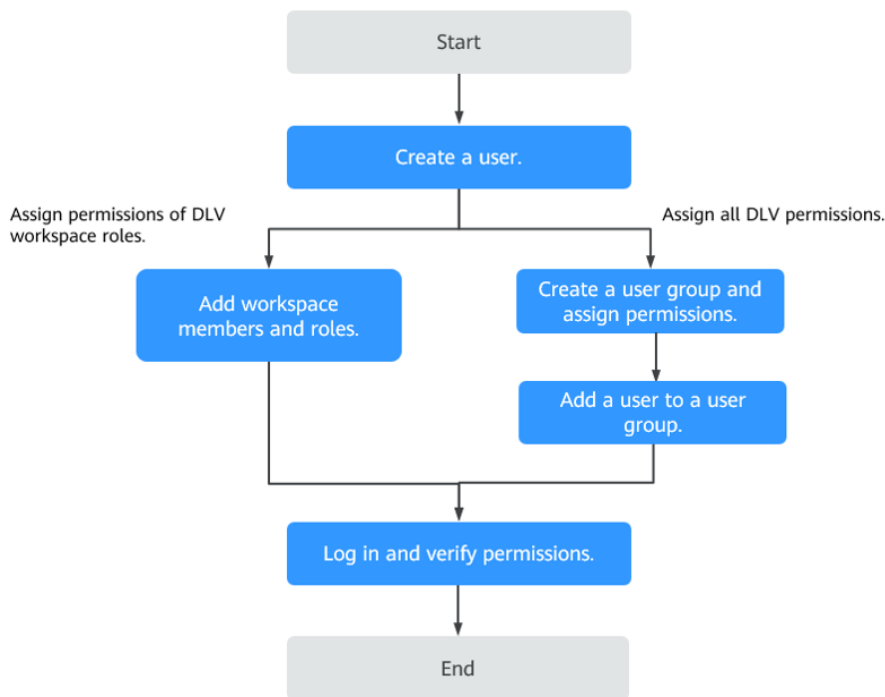 Start
Create a user.
Assign permissions of DLV
workspace roles.
Assign all DLV permissions.
Add workspace
members and roles.
Create a user group and
assign permissions.
Add a user to a user
group.
Log in and verify permissions.
End